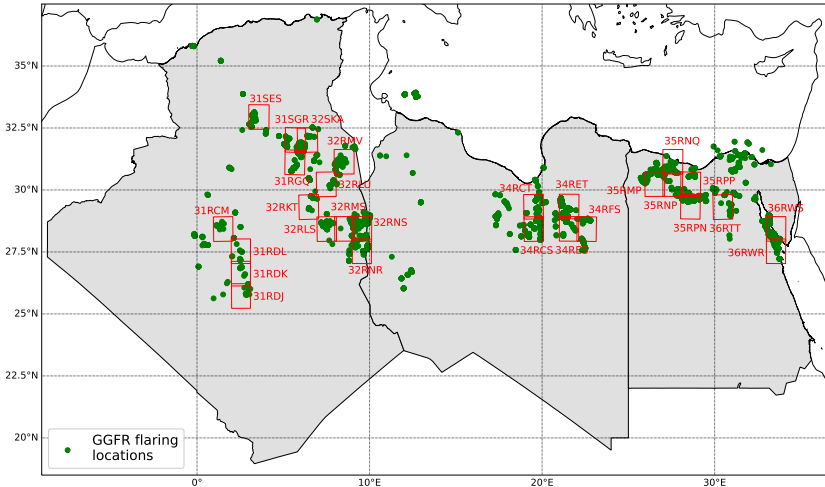 35°N
32.5°N
30°N
27.5°N
25°N
22.5°N
20°N
31SES
31SGR
32SKA
32RMV
31RGQ
32RLU
32RKT
32RMS
31RCM
32RLS
32RNS
32RNR
31RDL
31RDK
31RDJ
34RCT
34RET
34RFS
34RCS
35RNQ
35RMP
35RPP
35RNP
35RPN
36RTT
36RWS
36RWR
GGFR flaring
locations
0°
10°E
20°E
30°E